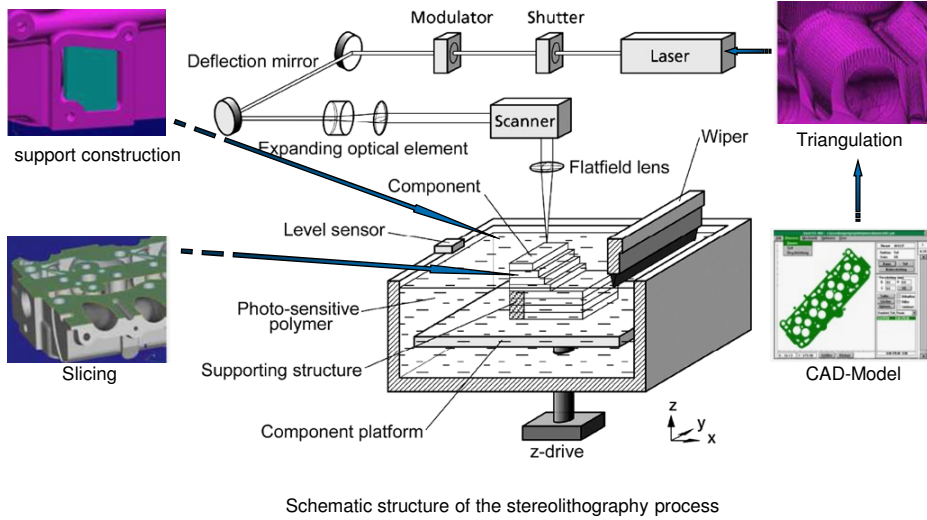 Modulator
Shutter
Laser
Deflection mirror
support construction
Expanding optical element
Scanner
Triangulation
Wiper
Flatfield lens
Component
Level sensor
Photo-sensitive
polymer
Slicing
Supporting structure
CAD-Model
Component platform
z-drive
z
y
x
Schematic structure of the stereolithography process